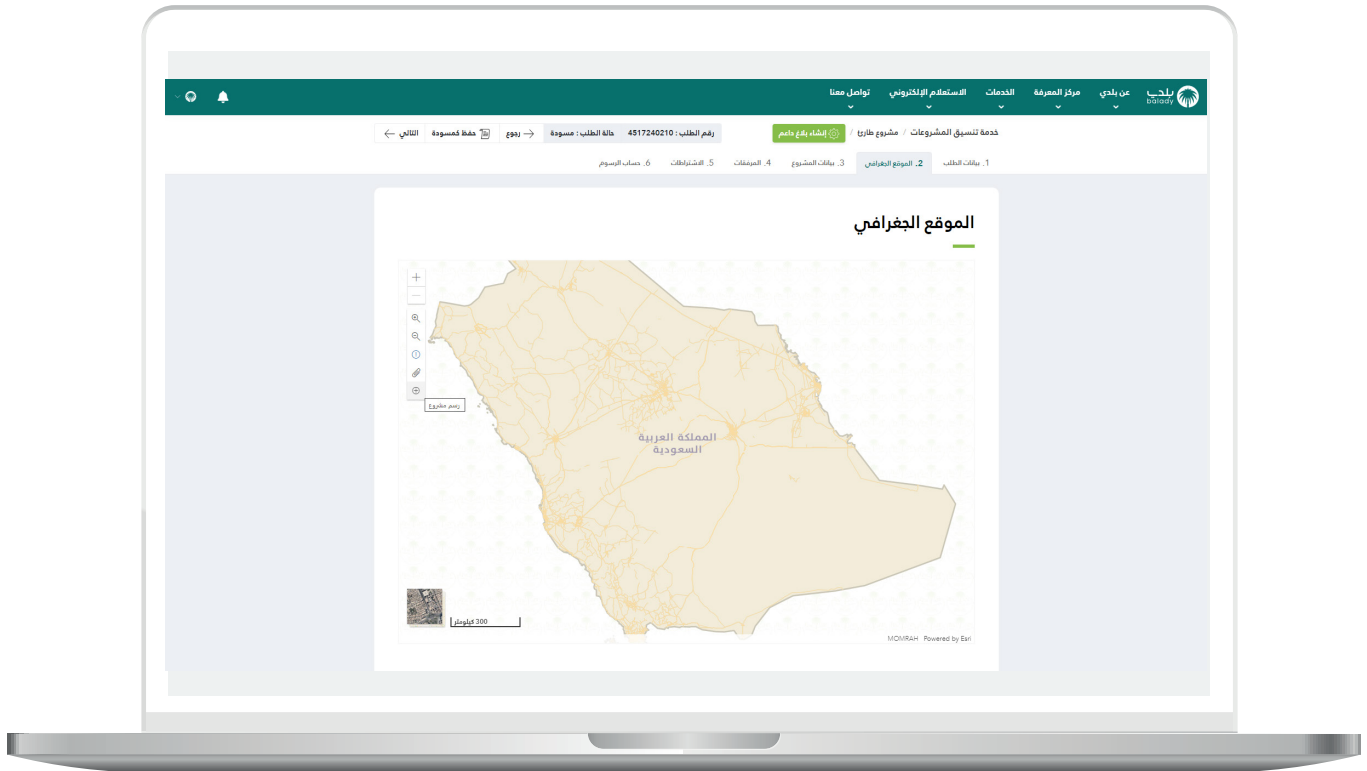 بلدي
balady
عن بلدي
مركز المعرفة
الخدمات
الاستعلام الإلكتروني
تواصل معنا
خدمة تنسيق المشروعات / مشروع طارئ / إنشاء بلاغ داعم
رقم الطلب : 4517240210
حالة الطلب : مسودة
رجوع
حفظ كمسودة
التالي
1. بيانات الطلب
2. الموقع الجغرافي
3. بيانات المشروع
4. المرفقات
5. الاشتراطات
6. حساب الرسوم
الموقع الجغرافي
رسم مشروع
المملكة العربية
السعودية
300 كيلومتر
MOMRAH Powered by Esri